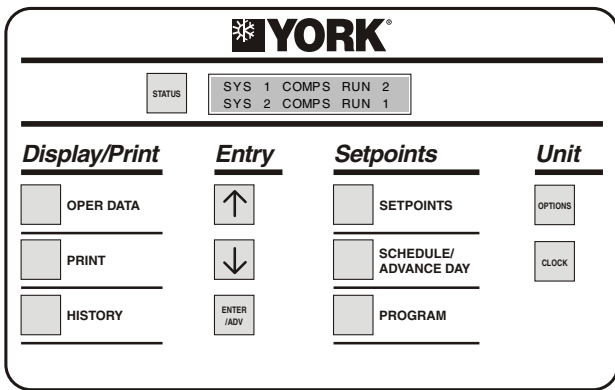 YORK®
STATUS
SYS 1 COMPS RUN 2
SYS 2 COMPS RUN 1
Display/Print
OPER DATA
PRINT
HISTORY
Entry
ENTER
/ADV
Setpoints
SETPOINTS
SCHEDULE/
ADVANCE DAY
PROGRAM
Unit
OPTIONS
CLOCK